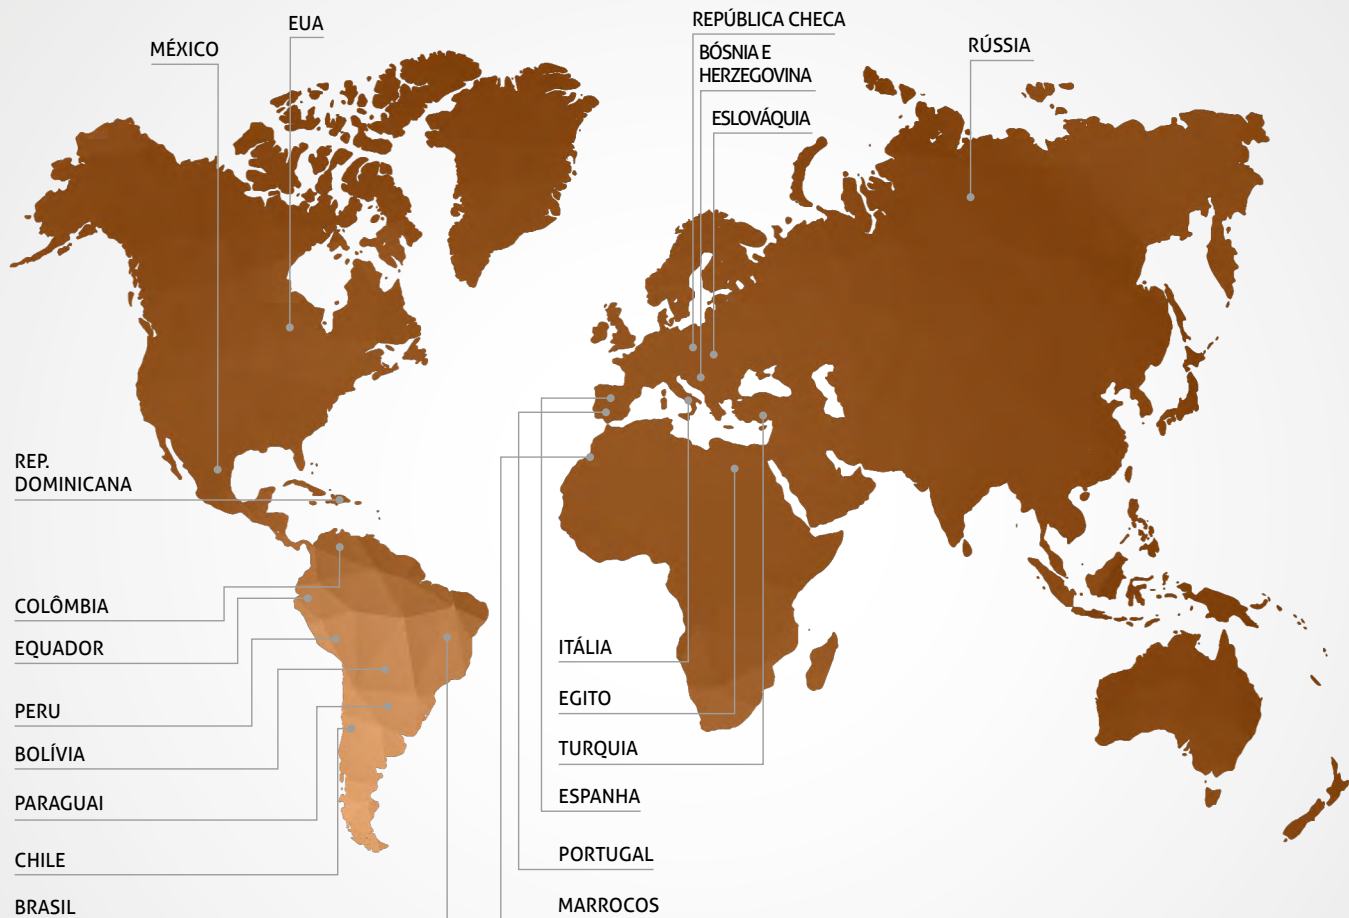 EUA
MÉXICO
REPÚBLICA CHECA
BÓSNIA E
HERZEGOVINA
RÚSSIA
ESLOVÁQUIA
REP.
DOMINICANA
COLÔMBIA
EQUADOR
PERU
BOLÍVIA
PARAGUAI
CHILE
BRASIL
ITÁLIA
EGITO
TURQUIA
ESPANHA
PORTUGAL
MARROCOS